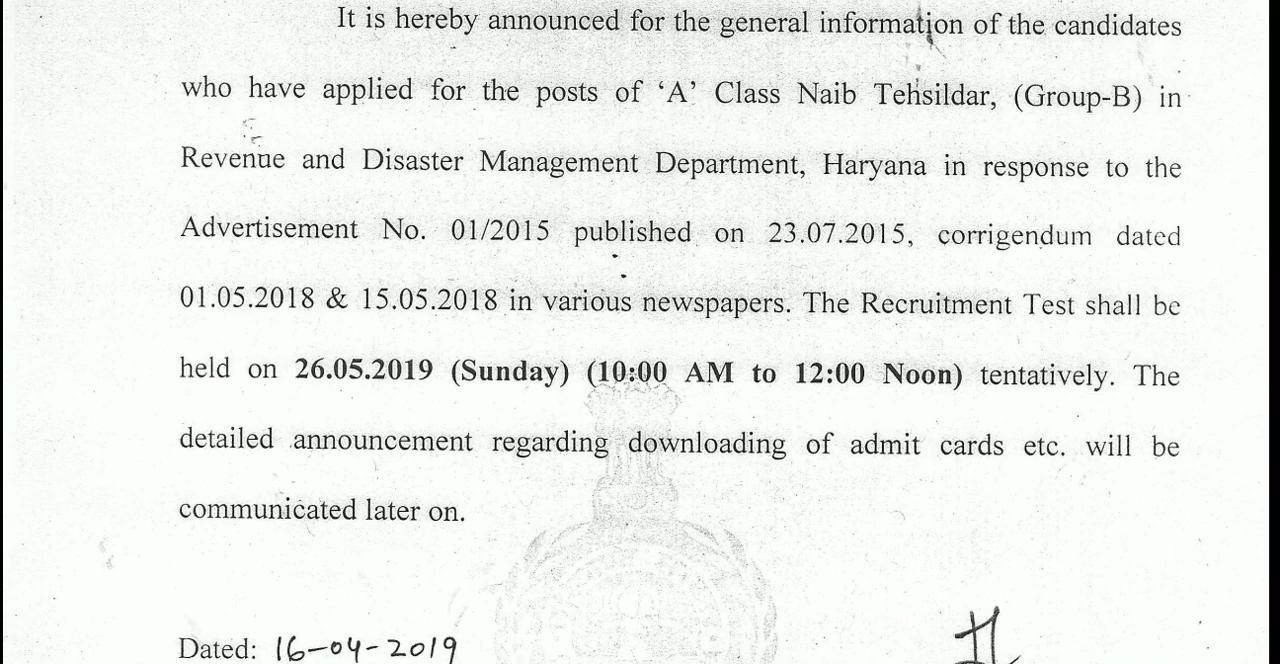 It is hereby announced for the general information of the candidates
who have applied for the posts of ‘A’ Class Naib Tehsildar, (Group-B) in
Revenue and Disaster Management Department, Haryana in response to the
Advertisement No. 01/2015 published on 23.07.2015, corrigendum dated
01.05.2018 & 15.05.2018 in various newspapers. The Recruitment Test shall be
held on 26.05.2019 (Sunday) (10:00 AM to 12:00 Noon) tentatively. The
detailed announcement regarding downloading of admit cards etc. will be
communicated later on.
Dated: 16-04-2019